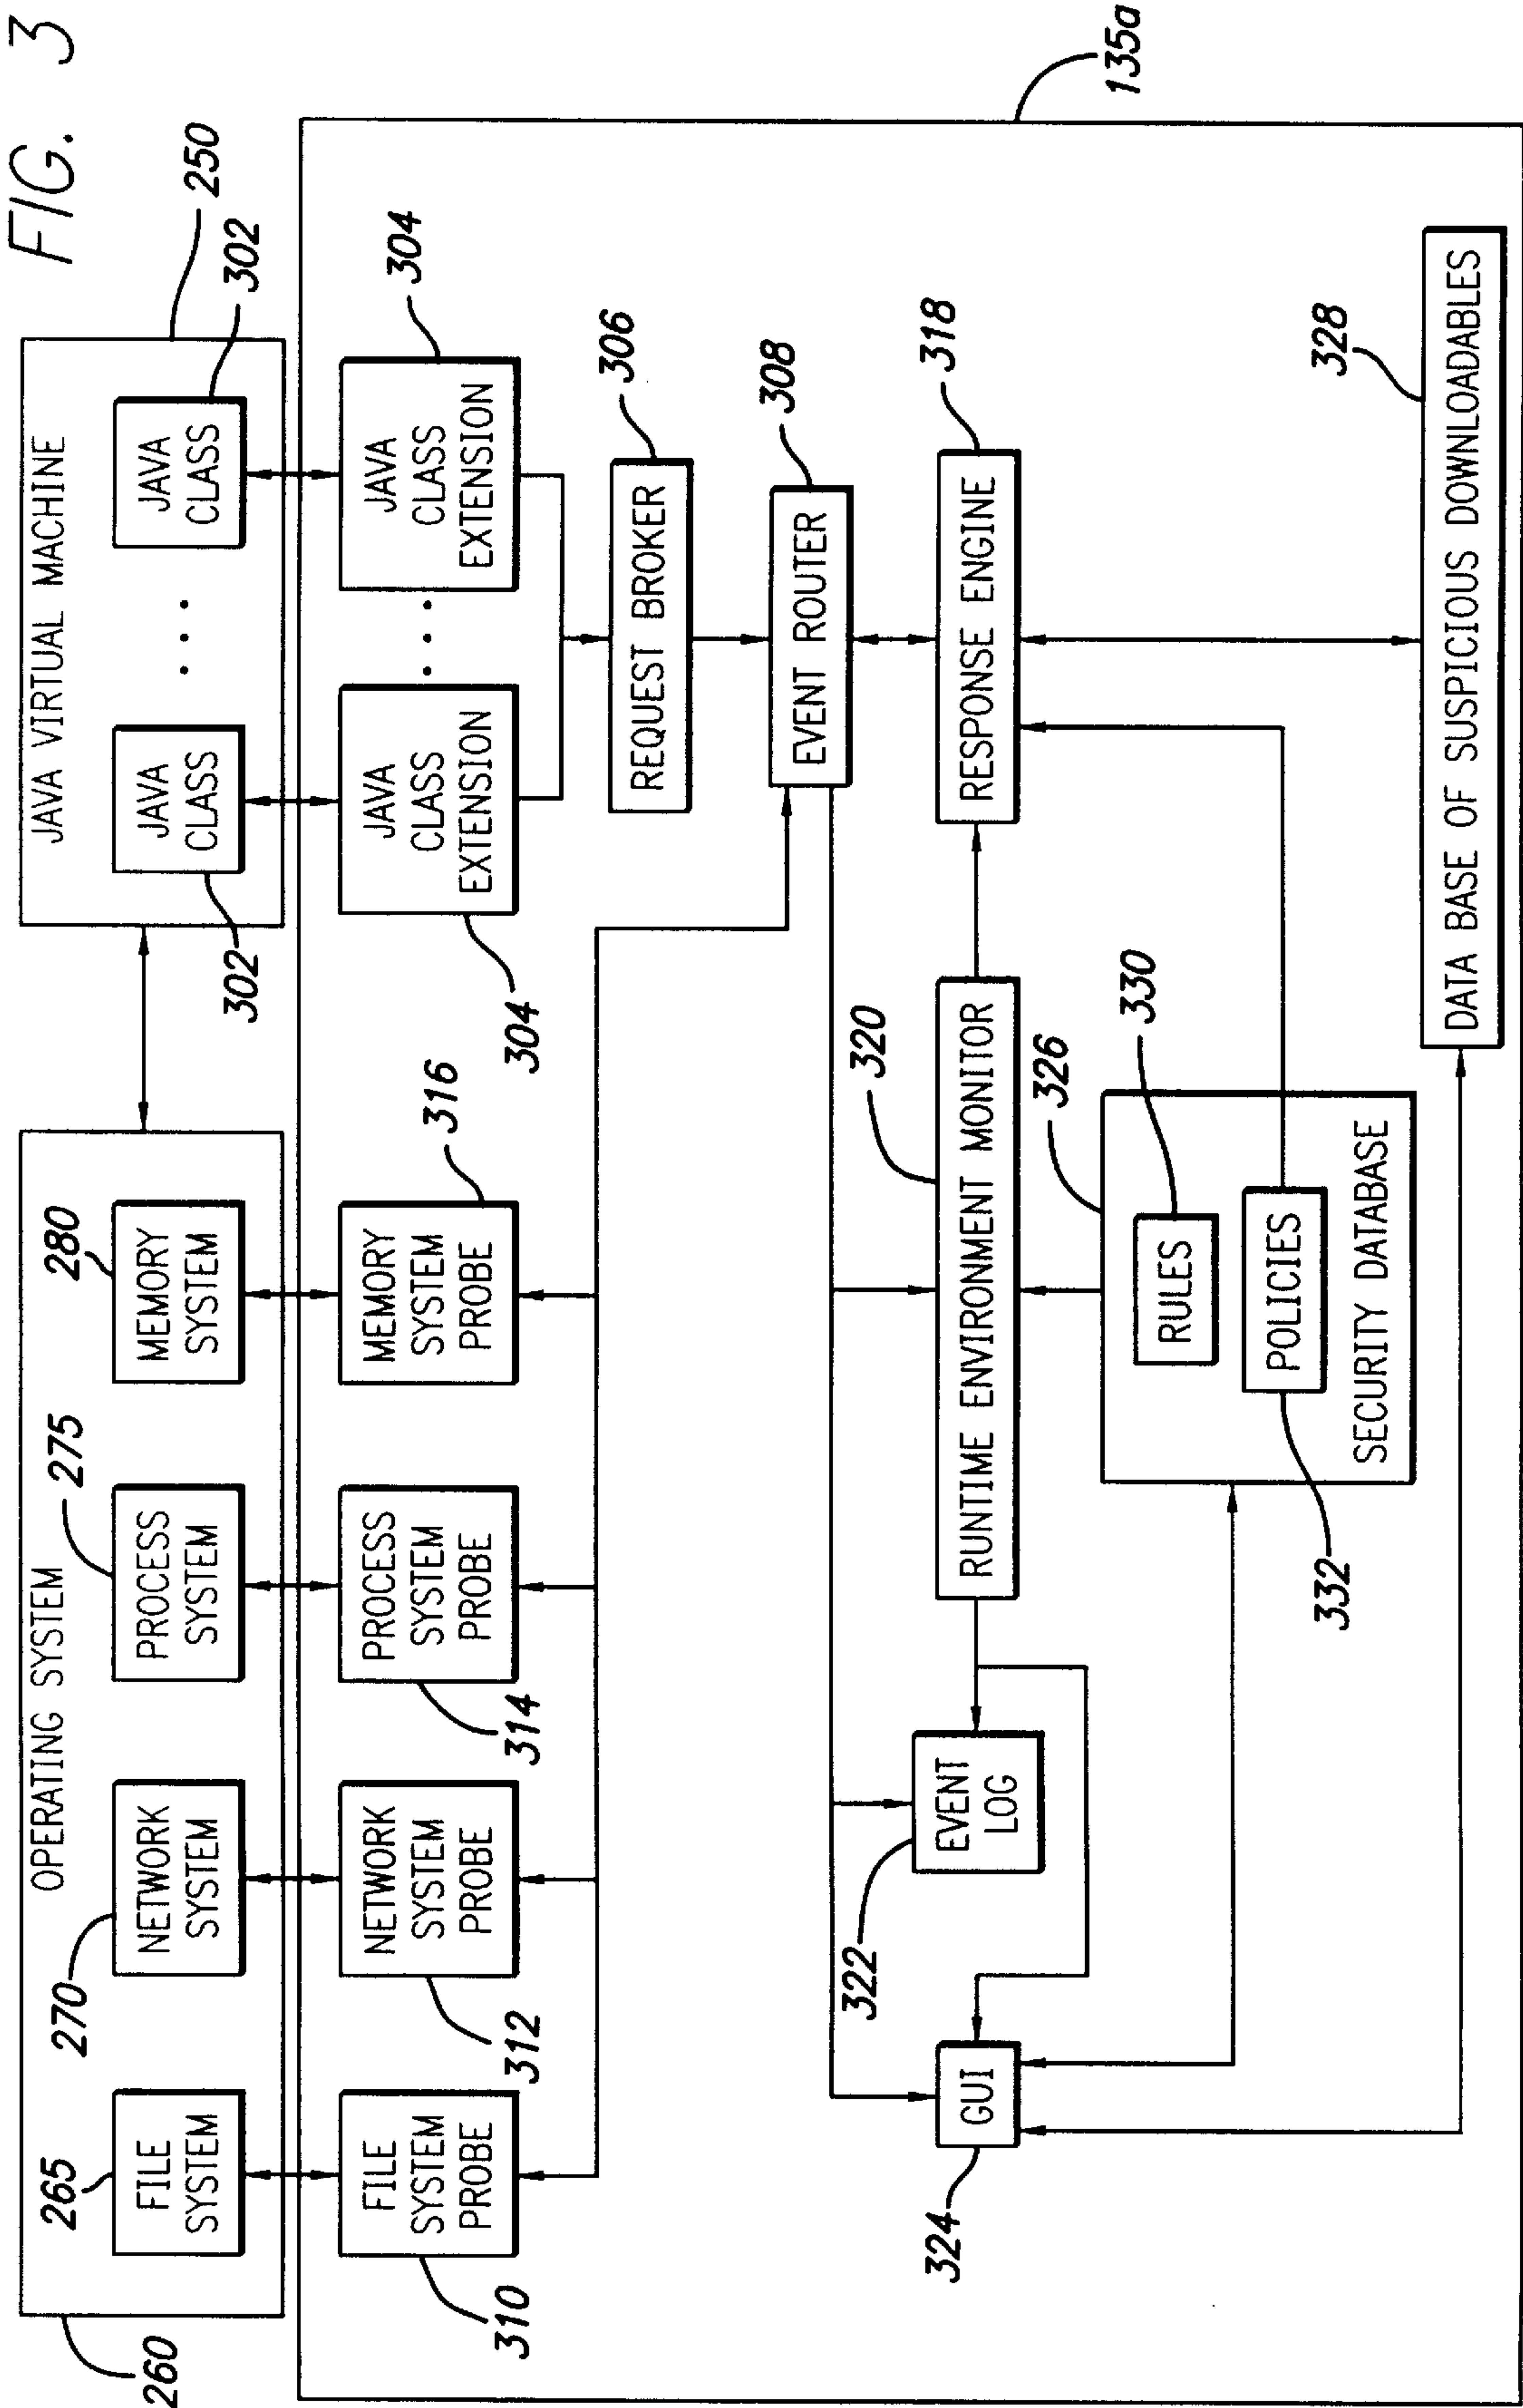 FIG. 3
260
OPERATING SYSTEM
265
FILE
SYSTEM
270
NETWORK
SYSTEM
275
PROCESS
SYSTEM
280
MEMORY
SYSTEM
JAVA VIRTUAL MACHINE
250
302
JAVA
CLASS
• • •
JAVA
CLASS
302
310
FILE
SYSTEM
PROBE
312
NETWORK
SYSTEM
PROBE
314
PROCESS
SYSTEM
PROBE
316
MEMORY
SYSTEM
PROBE
304
JAVA
CLASS
EXTENSION
• • •
JAVA
CLASS
EXTENSION
304
REQUEST BROKER
306
EVENT ROUTER
308
324
GUI
322
EVENT
LOG
320
RUNTIME ENVIRONMENT MONITOR
RESPONSE ENGINE
318
326
330
RULES
332
POLICIES
SECURITY DATABASE
328
DATA BASE OF SUSPICIOUS DOWNLOADABLES
135a